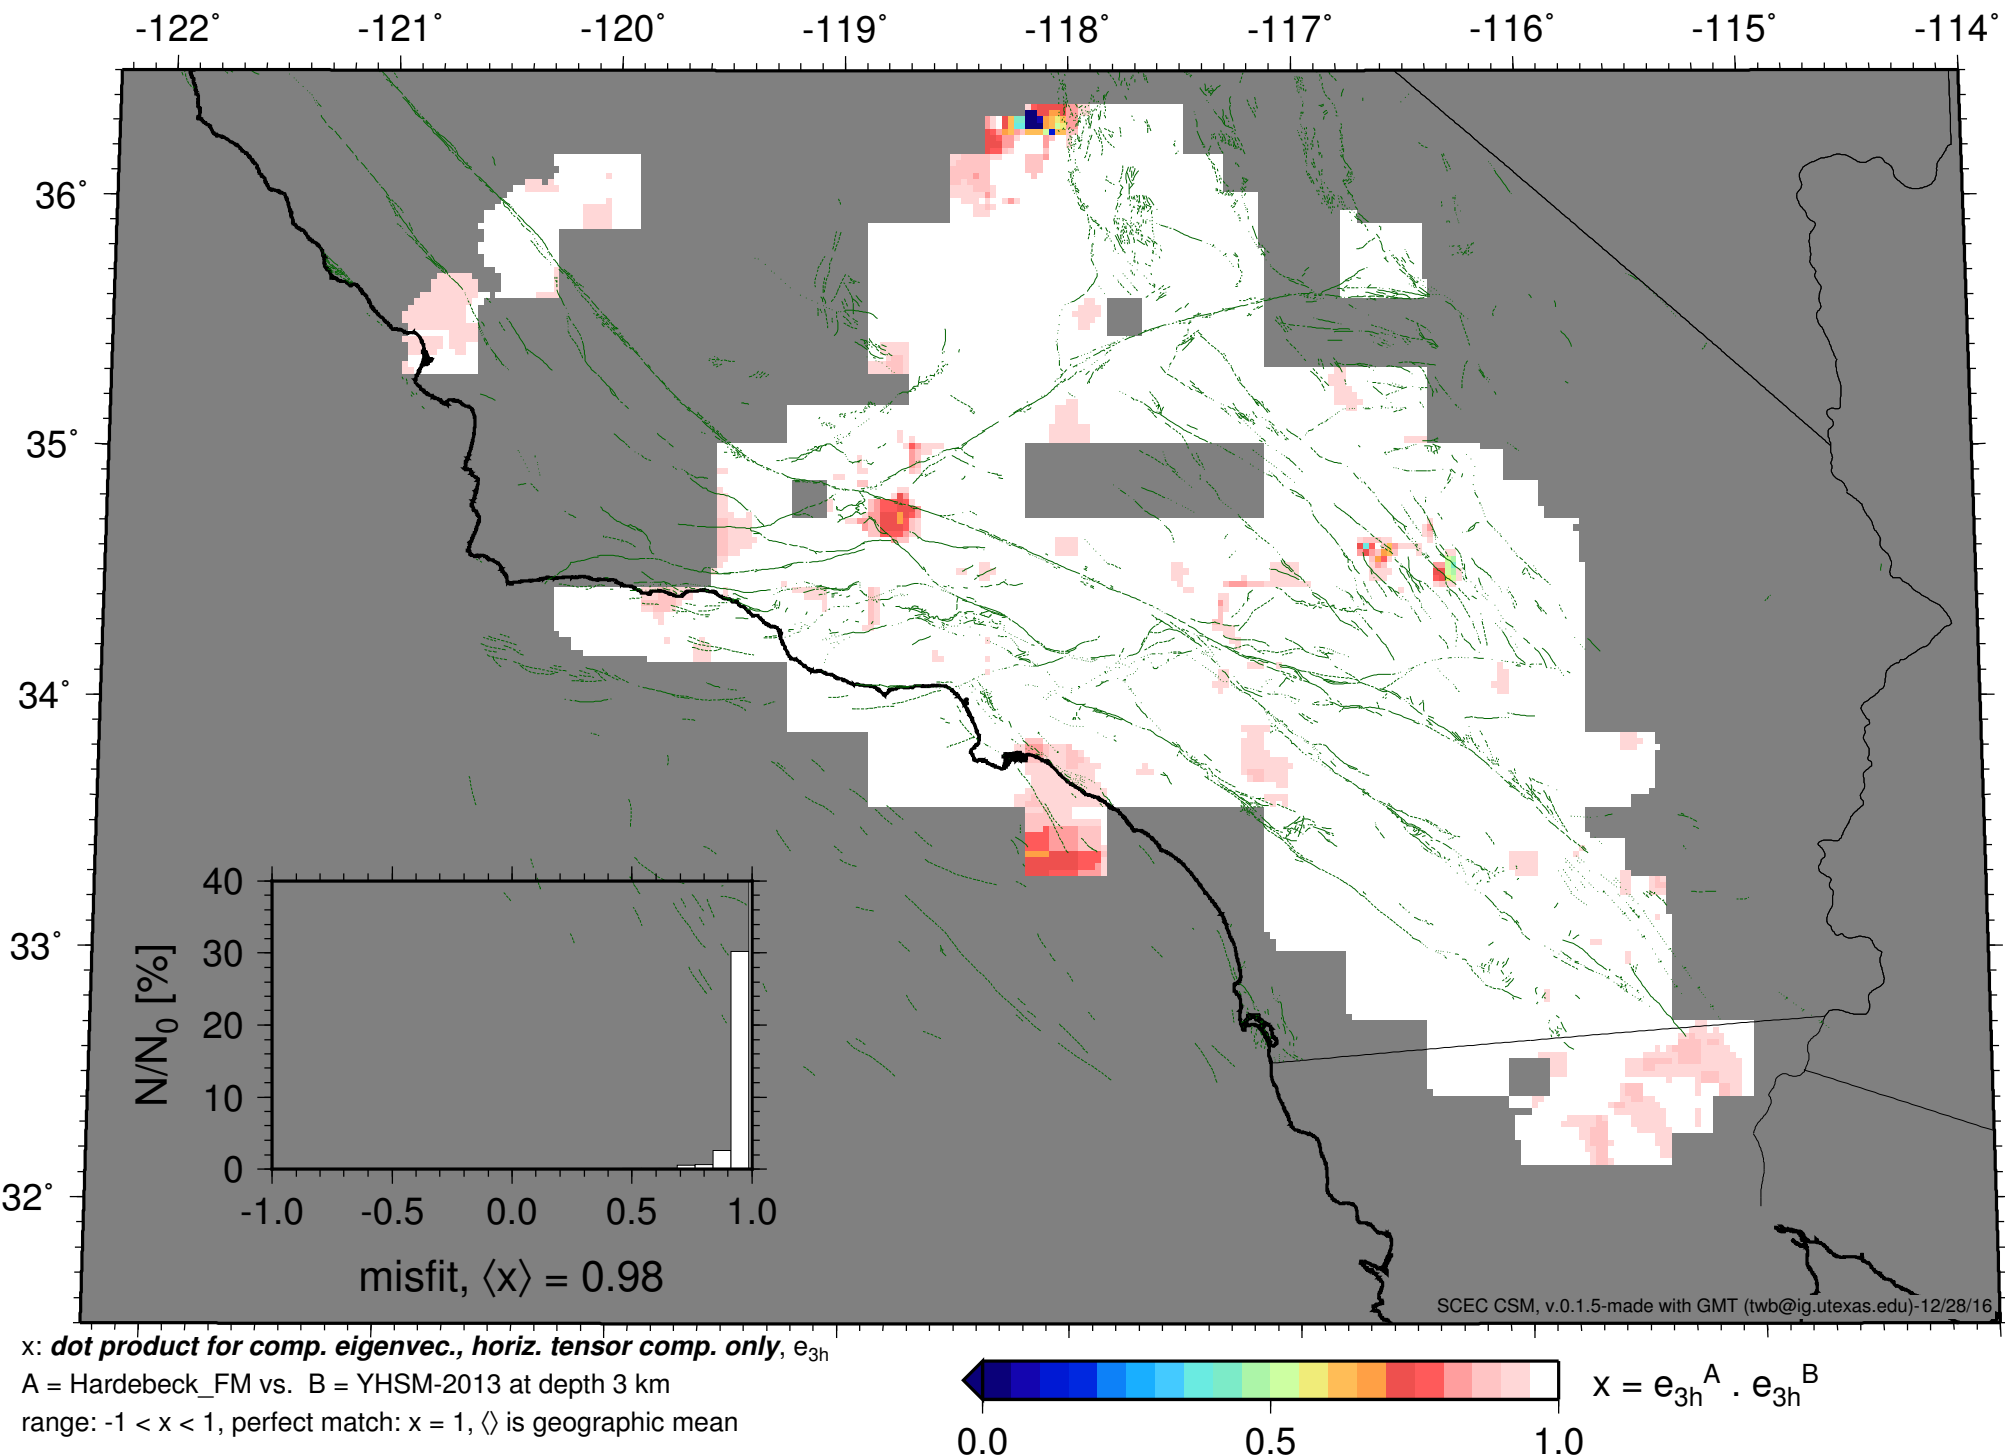 -122˚ -121˚ -120˚ -119˚ -118˚ -117˚ -116˚ -115˚ -114˚
36˚
35˚
34˚
33˚
32˚
40
30
20
10
0
N/N0 [%]
-1.0 -0.5 0.0 0.5 1.0
misfit, ⟨x⟩ = 0.98
SCEC CSM, v.0.1.5-made with GMT (twb@ig.utexas.edu)-12/28/16
x: dot product for comp. eigenvec., horiz. tensor comp. only, e3h
A = Hardebeck_FM vs. B = YHSM-2013 at depth 3 km
range: -1 < x < 1, perfect match: x = 1, ⟨⟩ is geographic mean
x = e3hA . e3hB
0.0 0.5 1.0